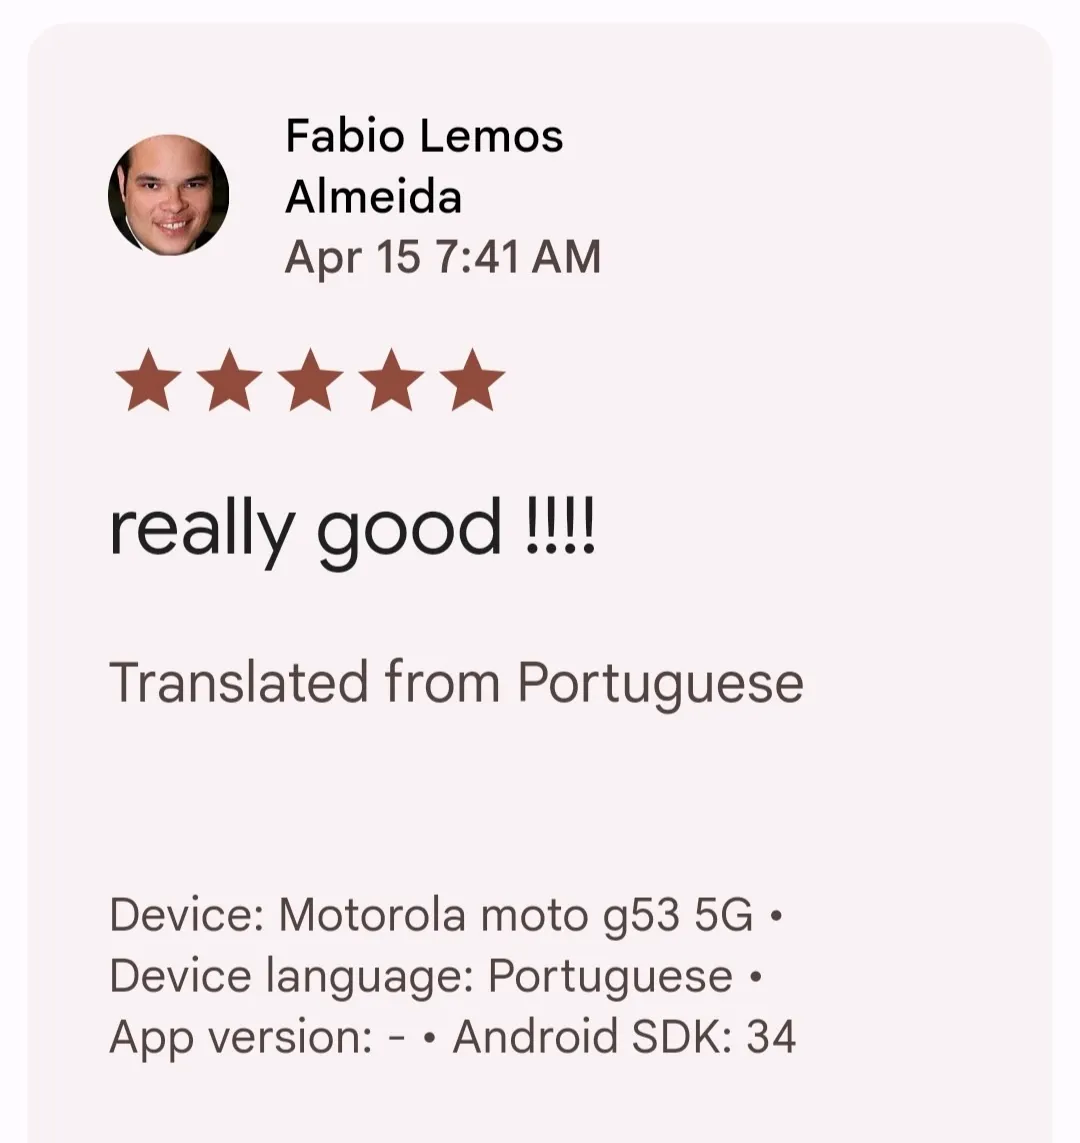 Fabio Lemos
Almeida
Apr 15 7:41 AM
really good !!!!
Translated from Portuguese
Device: Motorola moto g53 5G •
Device language: Portuguese •
App version: - • Android SDK: 34